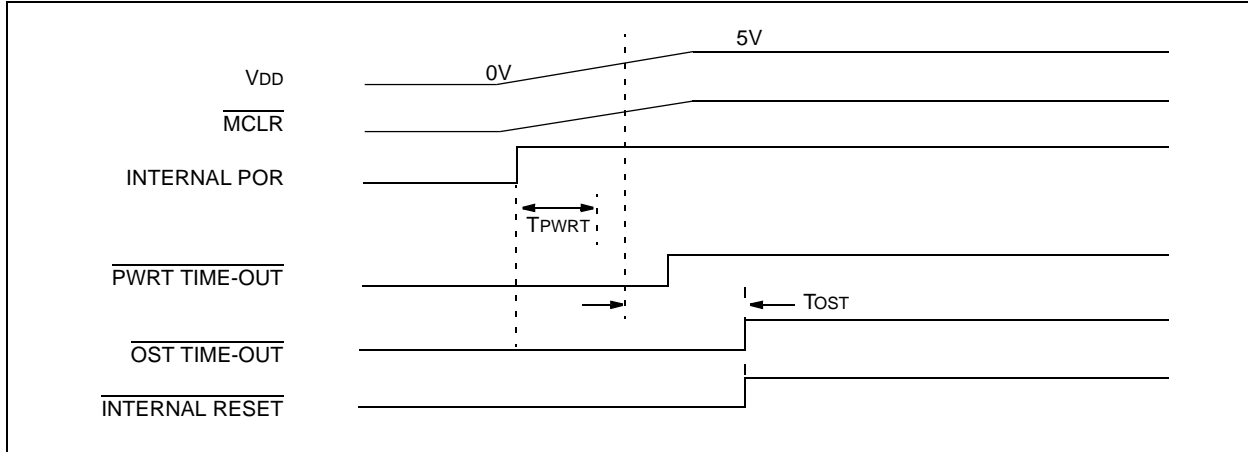 5V
0V
VDD
MCLR
INTERNAL POR
TPWRT
PWRT TIME-OUT
TOST
OST TIME-OUT
INTERNAL RESET